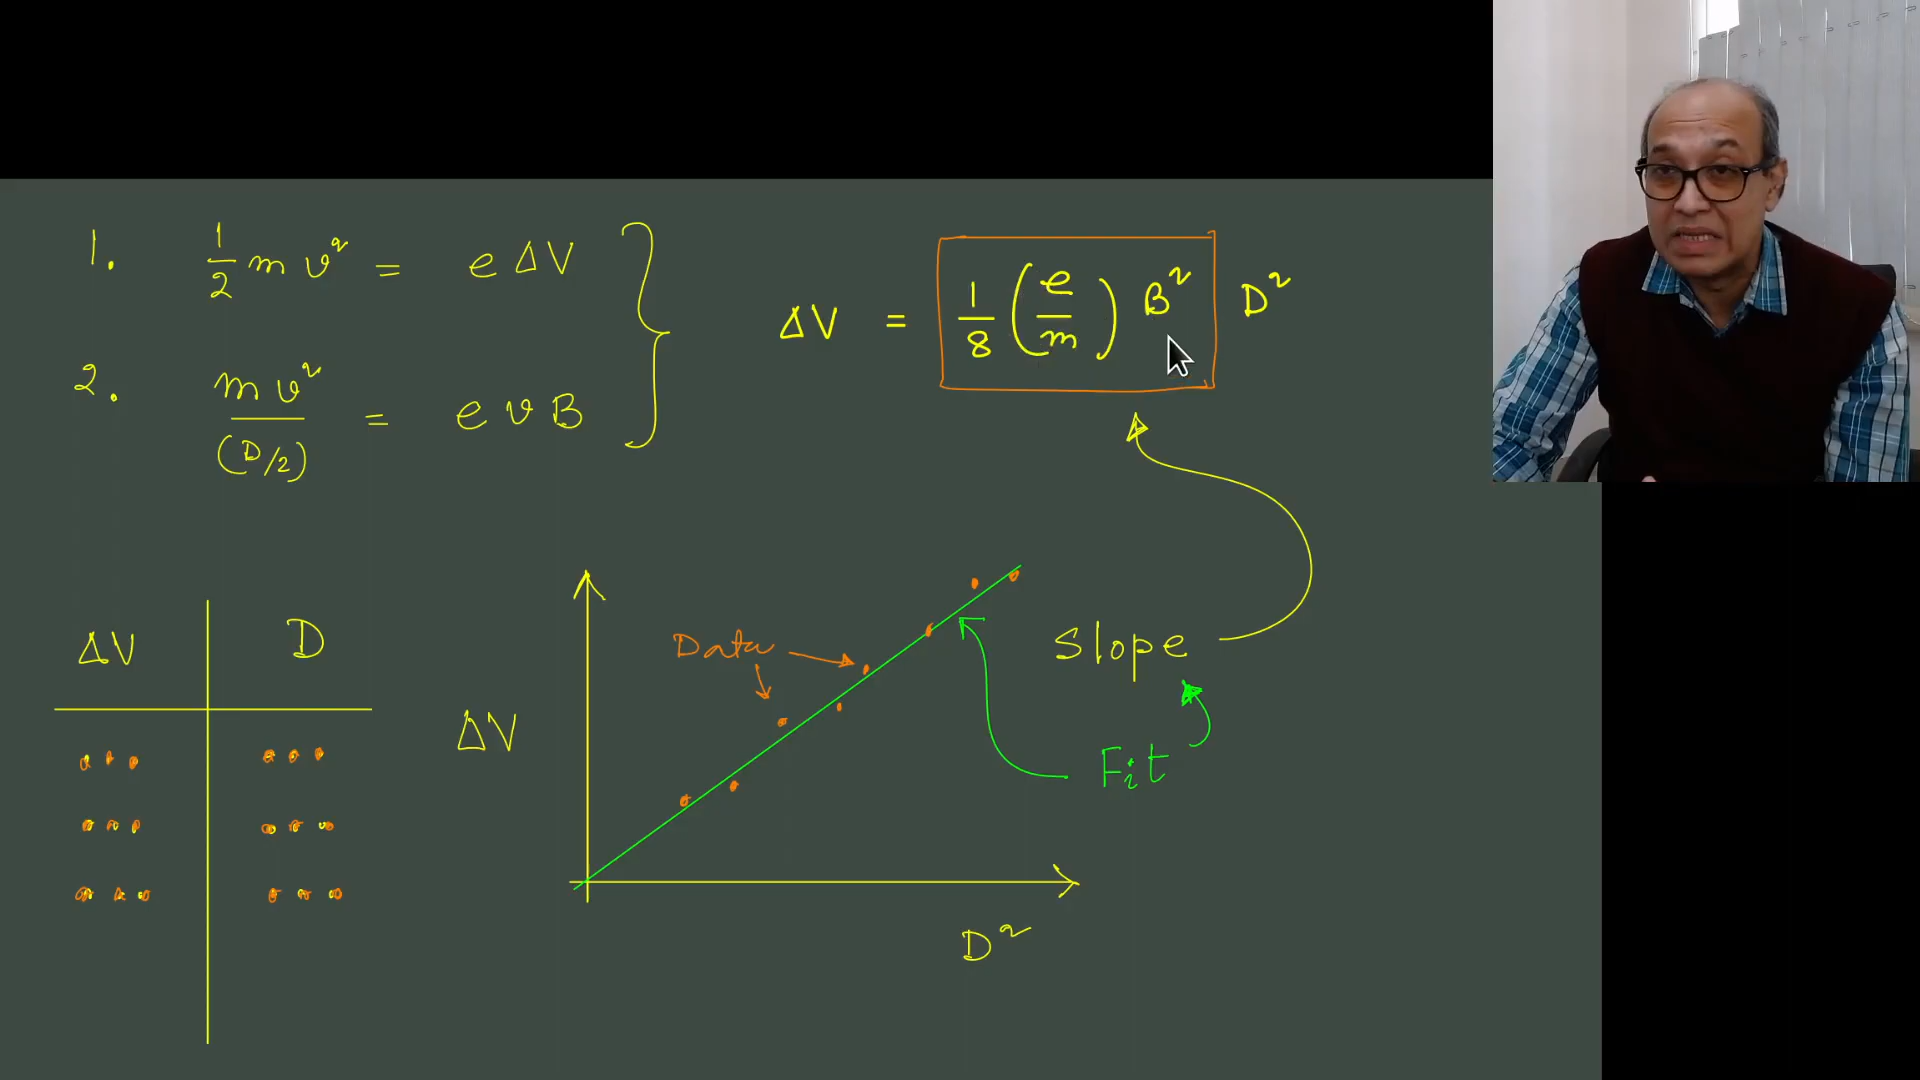 1. 1/2 m v² = e ΔV
2. m v² / (D/2) = e v B
ΔV = 1/8 (e/m) B² D²
ΔV D
Data
ΔV
D²
Slope
Fit